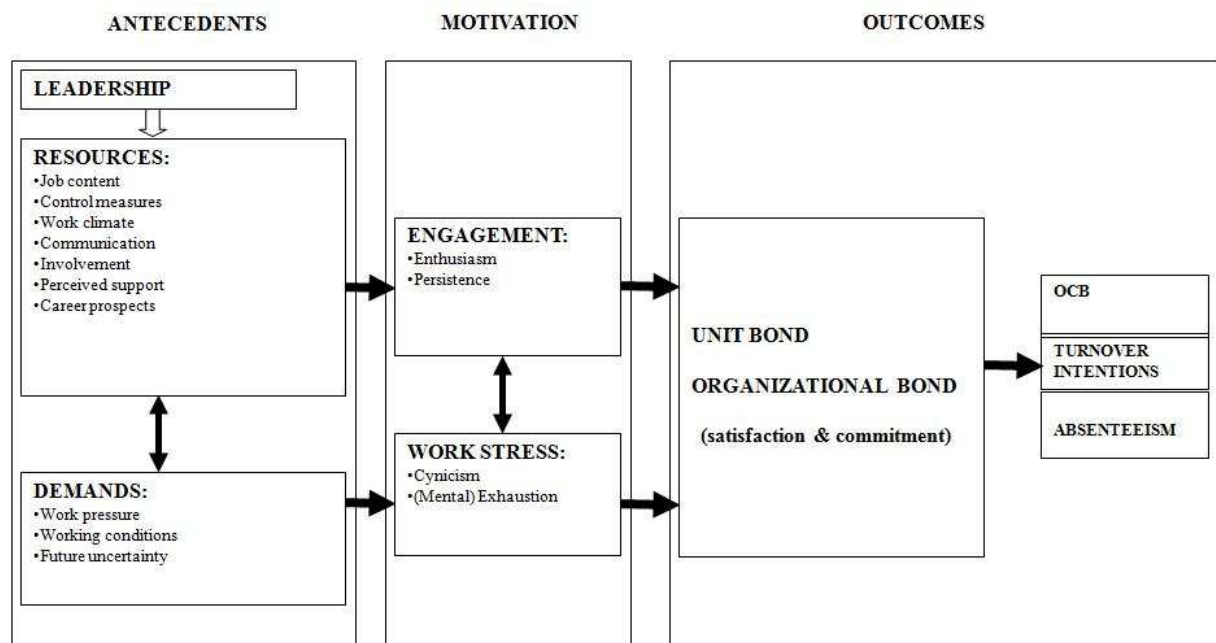 ANTECEDENTS
MOTIVATION
OUTCOMES
LEADERSHIP
RESOURCES:
•Job content
•Control measures
•Work climate
•Communication
•Involvement
•Perceived support
•Career prospects
DEMANDS:
•Work pressure
•Working conditions
•Future uncertainty
ENGAGEMENT:
•Enthusiasm
•Persistence
WORK STRESS:
•Cynicism
•(Mental) Exhaustion
UNIT BOND
ORGANIZATIONAL BOND
(satisfaction & commitment)
OCB
TURNOVER
INTENTIONS
ABSENTEEISM